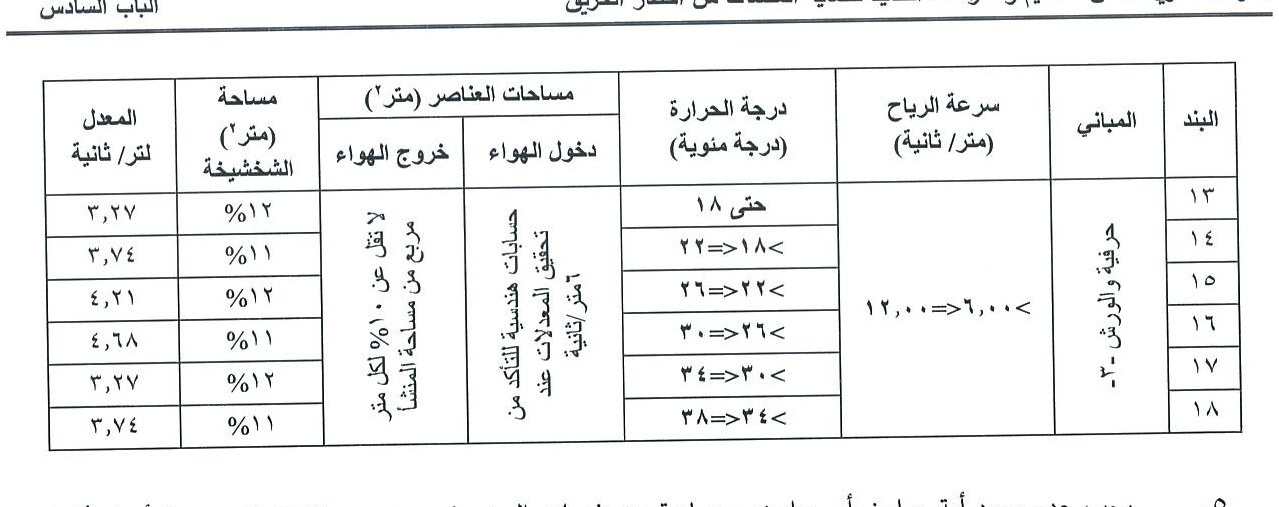 الباب السادس
البند
المباني
سرعة الرياح
(متر/ ثانية)
درجة الحرارة
(درجة مئوية)
مساحات العناصر (متر٢)
دخول الهواء
خروج الهواء
مساحة
(متر٢)
الشخشيخة
المعدل
لتر/ ثانية
حرفية والورش -٣-
>٦,٠٠<=١٢,٠٠
حسابات هندسية للتأكد من
تحقيق المعدلات عند
٦متر/ثانية
لا تقل عن ١٠% لكل متر
مربع من مساحة المنشأ
١٣ حتى ١٨ ١٢% ٣,٢٧
١٤ >١٨<=٢٢ ١١% ٣,٧٤
١٥ >٢٢<=٢٦ ١٢% ٤,٢١
١٦ >٢٦<=٣٠ ١١% ٤,٦٨
١٧ >٣٠<=٣٤ ١٢% ٣,٢٧
١٨ >٣٤<=٣٨ ١١% ٣,٧٤